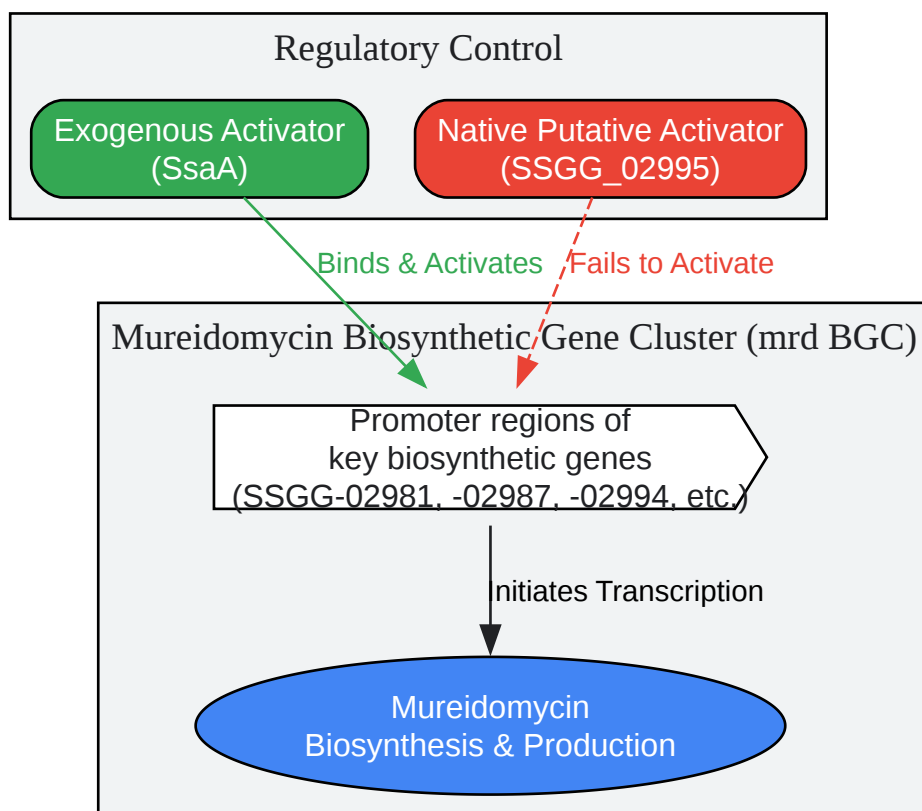 Regulatory Control
Exogenous Activator
(SsaA)
Native Putative Activator
(SSGG_02995)
Binds & Activates
Fails to Activate
Mureidomycin Biosynthetic Gene Cluster (mrd BGC)
Promoter regions of
key biosynthetic genes
(SSGG-02981, -02987, -02994, etc.)
Initiates Transcription
Mureidomycin
Biosynthesis & Production